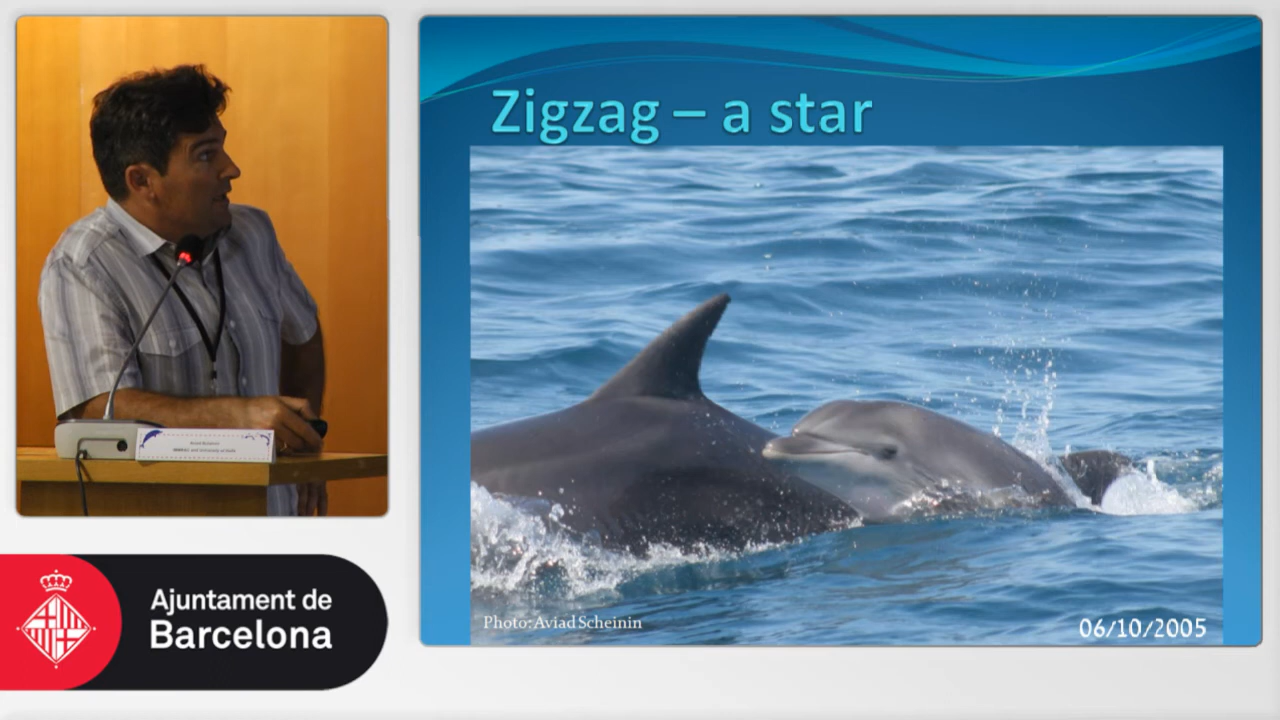 Zigzag – a star
Photo: Aviad Scheinin
06/10/2005
Ajuntament de
Barcelona